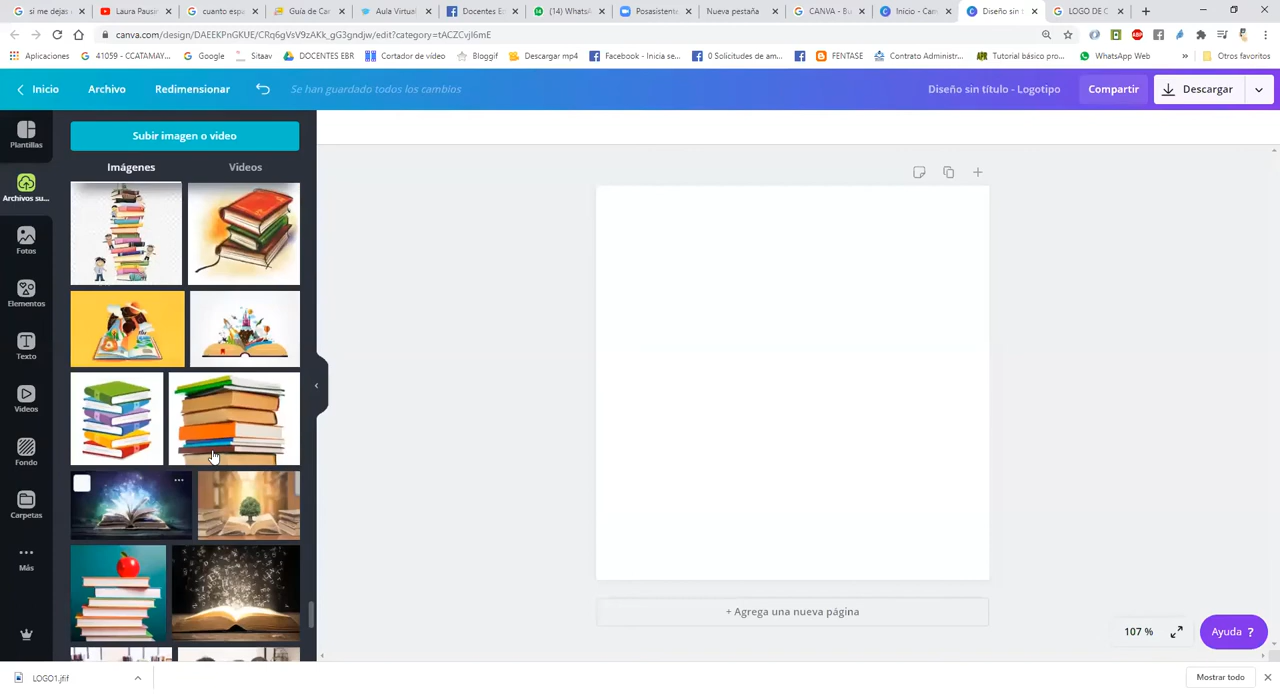 si me dejas
Laura Pausin
cuanto espa
Guía de Car
Aula Virtual
Docentes E
(14) Whats
Posasistente
Nueva pestaña
CANVA - Bu
Inicio - Can
Diseño sin t
LOGO DE C
canva.com/design/DAEEKPnGKUE/CRq6gVsV9zAKk_gG3gndjw/edit?category=tACZCvjI6mE
Aplicaciones
41059 - CCATAMAY...
Google
Sitaav
DOCENTES EBR
Cortador de vídeo
Bloggif
Descargar mp4
Facebook - Inicia se...
0 Solicitudes de am...
FENTASE
Contrato Administr...
Tutorial básico pro...
WhatsApp Web
»
Otros favoritos
Inicio
Archivo
Redimensionar
Se han guardado todos los cambios
Diseño sin título - Logotipo
Compartir
Descargar
Plantillas
Archivos su...
Fotos
Elementos
Texto
Videos
Fondo
Carpetas
Más
Subir imagen o video
Imágenes
Videos
+ Agrega una nueva página
107 %
Ayuda ?
LOGO1.jfif
Mostrar todo